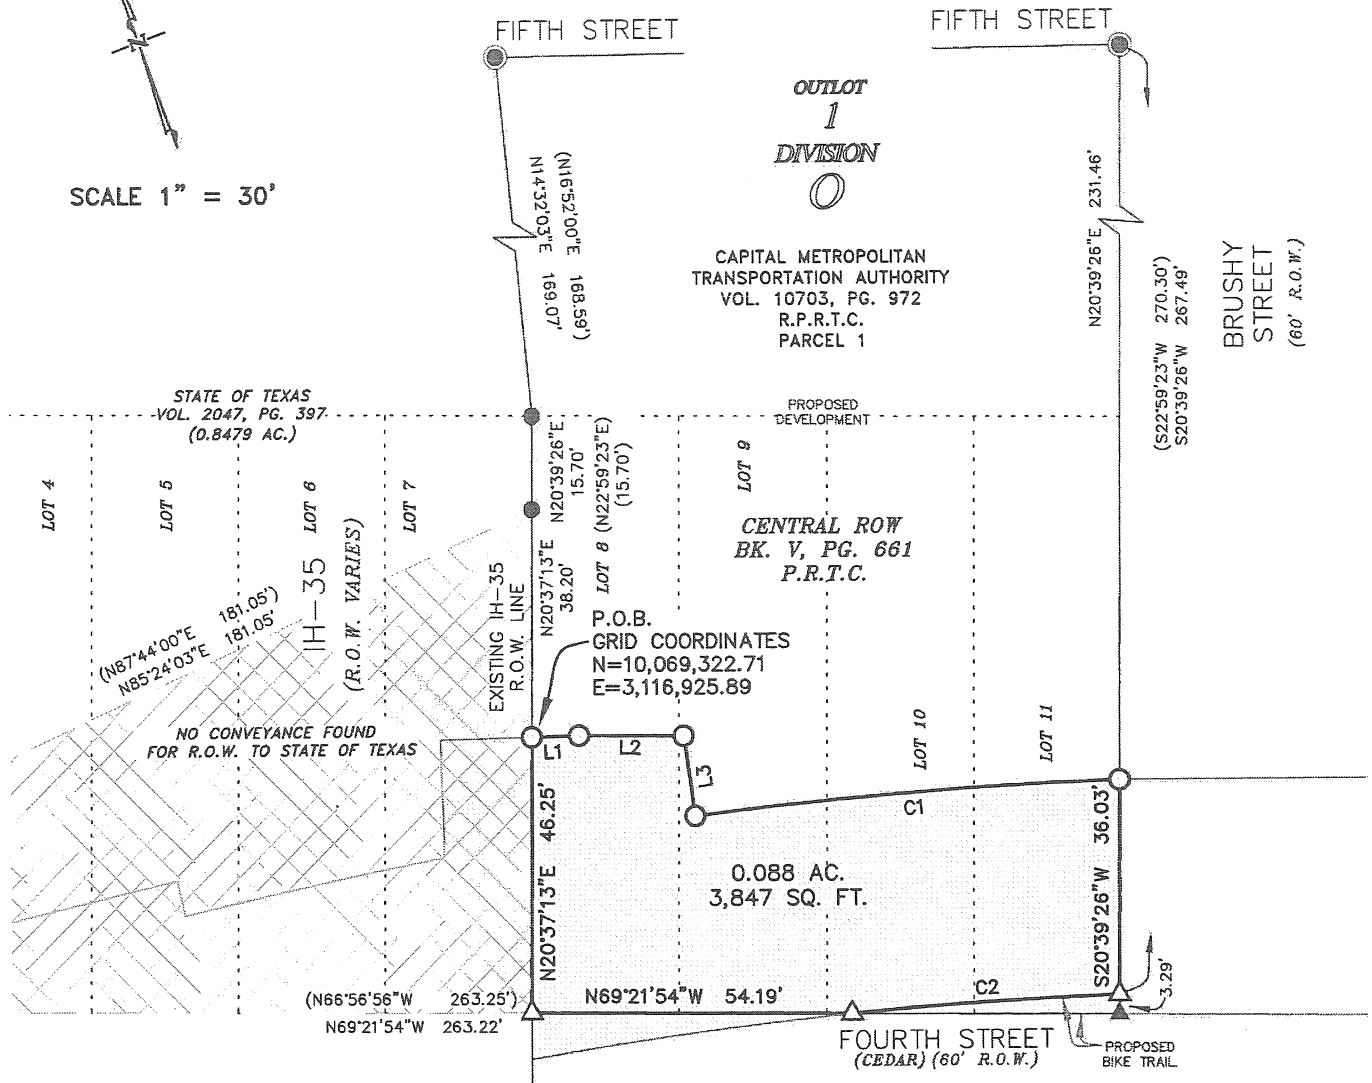 FIFTH STREET
FIFTH STREET
SCALE 1" = 30'
OUTLOT
1
DIVISION
O
CAPITAL METROPOLITAN
TRANSPORTATION AUTHORITY
VOL. 10703, PG. 972
R.P.R.T.C.
PARCEL 1
(N16°52'00"E 168.59')
N14°32'03"E 169.07'
N20°39'26"E 231.46'
(S22°59'23"W 270.30')
S20°39'26"W 267.49'
BRUSHY
STREET
(60' R.O.W.)
STATE OF TEXAS
VOL. 2047, PG. 397
(0.8479 AC.)
PROPOSED
DEVELOPMENT
LOT 4
LOT 5
LOT 6
LOT 7
IH-35
(R.O.W. VARIES)
N20°39'26"E
15.70'
(N22°59'23"E)
(15.70')
LOT 8
LOT 9
CENTRAL ROW
BK. V, PG. 661
P.R.T.C.
N20°37'13"E
38.20'
EXISTING IH-35
R.O.W. LINE
(N87°44'00"E 181.05')
N85°24'03"E 181.05'
P.O.B.
GRID COORDINATES
N=10,069,322.71
E=3,116,925.89
NO CONVEYANCE FOUND
FOR R.O.W. TO STATE OF TEXAS
L1
L2
L3
LOT 10
LOT 11
C1
N20°37'13"E 46.25'
0.088 AC.
3,847 SQ. FT.
S20°39'26"W 36.03'
(N66°56'56"W 263.25')
N69°21'54"W 263.22'
N69°21'54"W 54.19'
C2
3.29'
FOURTH STREET
(CEDAR) (60' R.O.W.)
PROPOSED
BIKE TRAIL